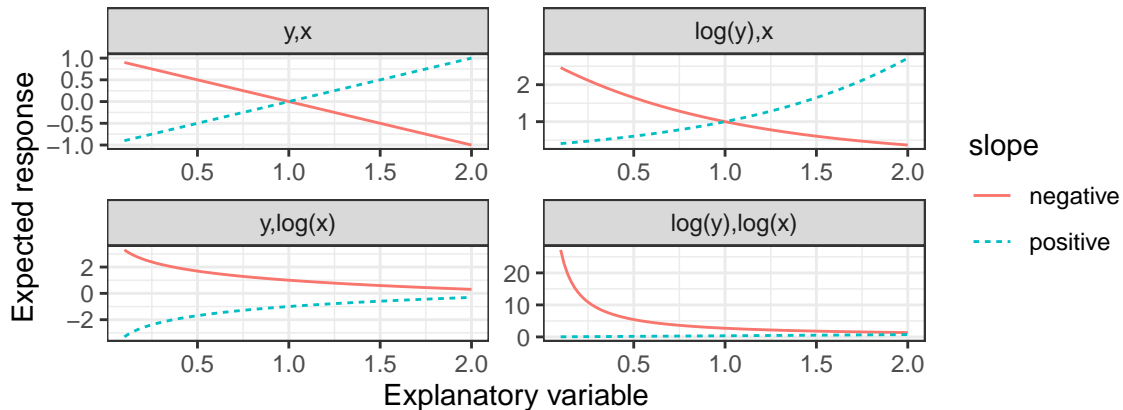 y,x
log(y),x
1.0
0.5
0.0
−0.5
−1.0
2
1
0.5 1.0 1.5 2.0
0.5 1.0 1.5 2.0
y,log(x)
log(y),log(x)
2
0
−2
20
10
0
0.5 1.0 1.5 2.0
0.5 1.0 1.5 2.0
Expected response
Explanatory variable
slope
negative
positive